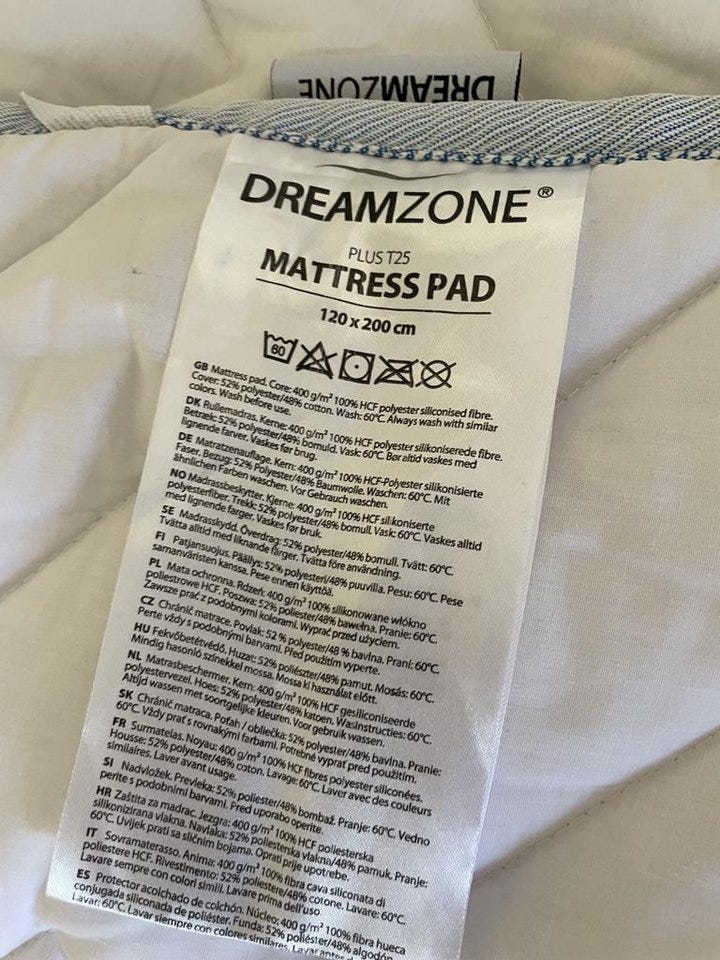 DREAMZONE
DREAMZONE®
PLUS T25
MATTRESS PAD
120 x 200 cm
60
GB Mattress pad. Core: 400 g/m² 100% HCF polyester siliconised fibre.
Cover: 52% polyester/48% cotton. Wash: 60°C. Always wash with similar
colors. Wash before use.
DK Rullemadras. Kerne: 400 g/m² 100% HCF polyester silikoniserede fibre.
Betræk: 52% polyester/48% bomuld. Vask: 60°C. Bør altid vaskes med
lignende farver. Vaskes før brug.
DE Matratzenauflage. Kern: 400 g/m² 100% HCF-Polyester silikonisierte
Faser. Bezug: 52% Polyester/48% Baumwolle. Waschen: 60°C. Mit
ähnlichen Farben waschen. Vor Gebrauch waschen.
NO Madrassbeskytter. Kjerne: 400 g/m² 100% HCF silikoniserte
polyesterfiber. Trekk: 52% polyester/48% bomull. Vask: 60°C. Vaskes alltid
med lignende farger. Vaskes før bruk.
SE Madrasskydd. Överdrag: 52% polyester/48% bomull. Tvätt: 60°C.
Tvätta alltid med liknande färger. Tvätta före användning.
FI Patjansuojus. Päällys: 52% polyesteri/48% puuvilla. Pesu: 60°C. Pese
samanväristen kanssa. Pese ennen käyttöä.
PL Mata ochronna. Rdzeń: 400 g/m² 100% silikonowane włókno
poliestrowe HCF. Poszwa: 52% poliester/48% bawełna. Pranie: 60°C.
Zawsze prać z podobnymi kolorami. Wyprać przed użyciem.
CZ Chránič matrace. Povlak: 52 % polyester/48 % bavlna. Praní: 60°C.
Perte vždy s podobnými barvami. Před použitím vyperte.
HU Fekvőbetétvédő. Huzat: 52% poliészter/48% pamut. Mosás: 60°C.
Mindig hasonló színekkel mossa. Mossa ki használat előtt.
NL Matrasbeschermer. Kern: 400 g/m² 100% HCF gesiliconiseerde
polyestervezel. Hoes: 52% polyester/48% katoen. Wasinstructies: 60°C.
Altijd wassen met soortgelijke kleuren. Voor gebruik wassen.
SK Chránič matraca. Poťah / obliečka: 52% polyester/48% bavlna. Pranie:
60°C. Vždy prať s rovnakými farbami. Potrebné vyprať pred použitím.
FR Surmatelas. Noyau: 400 g/m² 100% HCF fibres polyester siliconées.
Housse: 52% polyester/48% coton. Lavage: 60°C. Laver avec des couleurs
similaires. Laver avant usage.
SI Nadvložek. Prevleka: 52% poliester/48% bombaž. Pranje: 60°C. Vedno
perite s podobnimi barvami. Pred uporabo operite.
HR Zaštita za madrac. Jezgra: 400 g/m² 100% HCF poliesterska
silikonizirana vlakna. Navlaka: 52% poliesterska vlakna/48% pamuk. Pranje:
60°C. Uvijek prati sa sličnim bojama. Oprati prije upotrebe.
IT Sovramaterasso. Anima: 400 g/m² 100% fibra cava siliconata di
poliestere HCF. Rivestimento: 52% poliestere/48% cotone. Lavare: 60°C.
Lavare sempre con colori simili. Lavare prima dell'uso.
ES Protector acolchado de colchón. Núcleo: 400 g/m² 100% fibra hueca
conjugada siliconada de poliéster. Funda: 52% poliéster/48% algodón.
Lavar: 60°C. Lavar siempre con colores similares. Lavar antes de